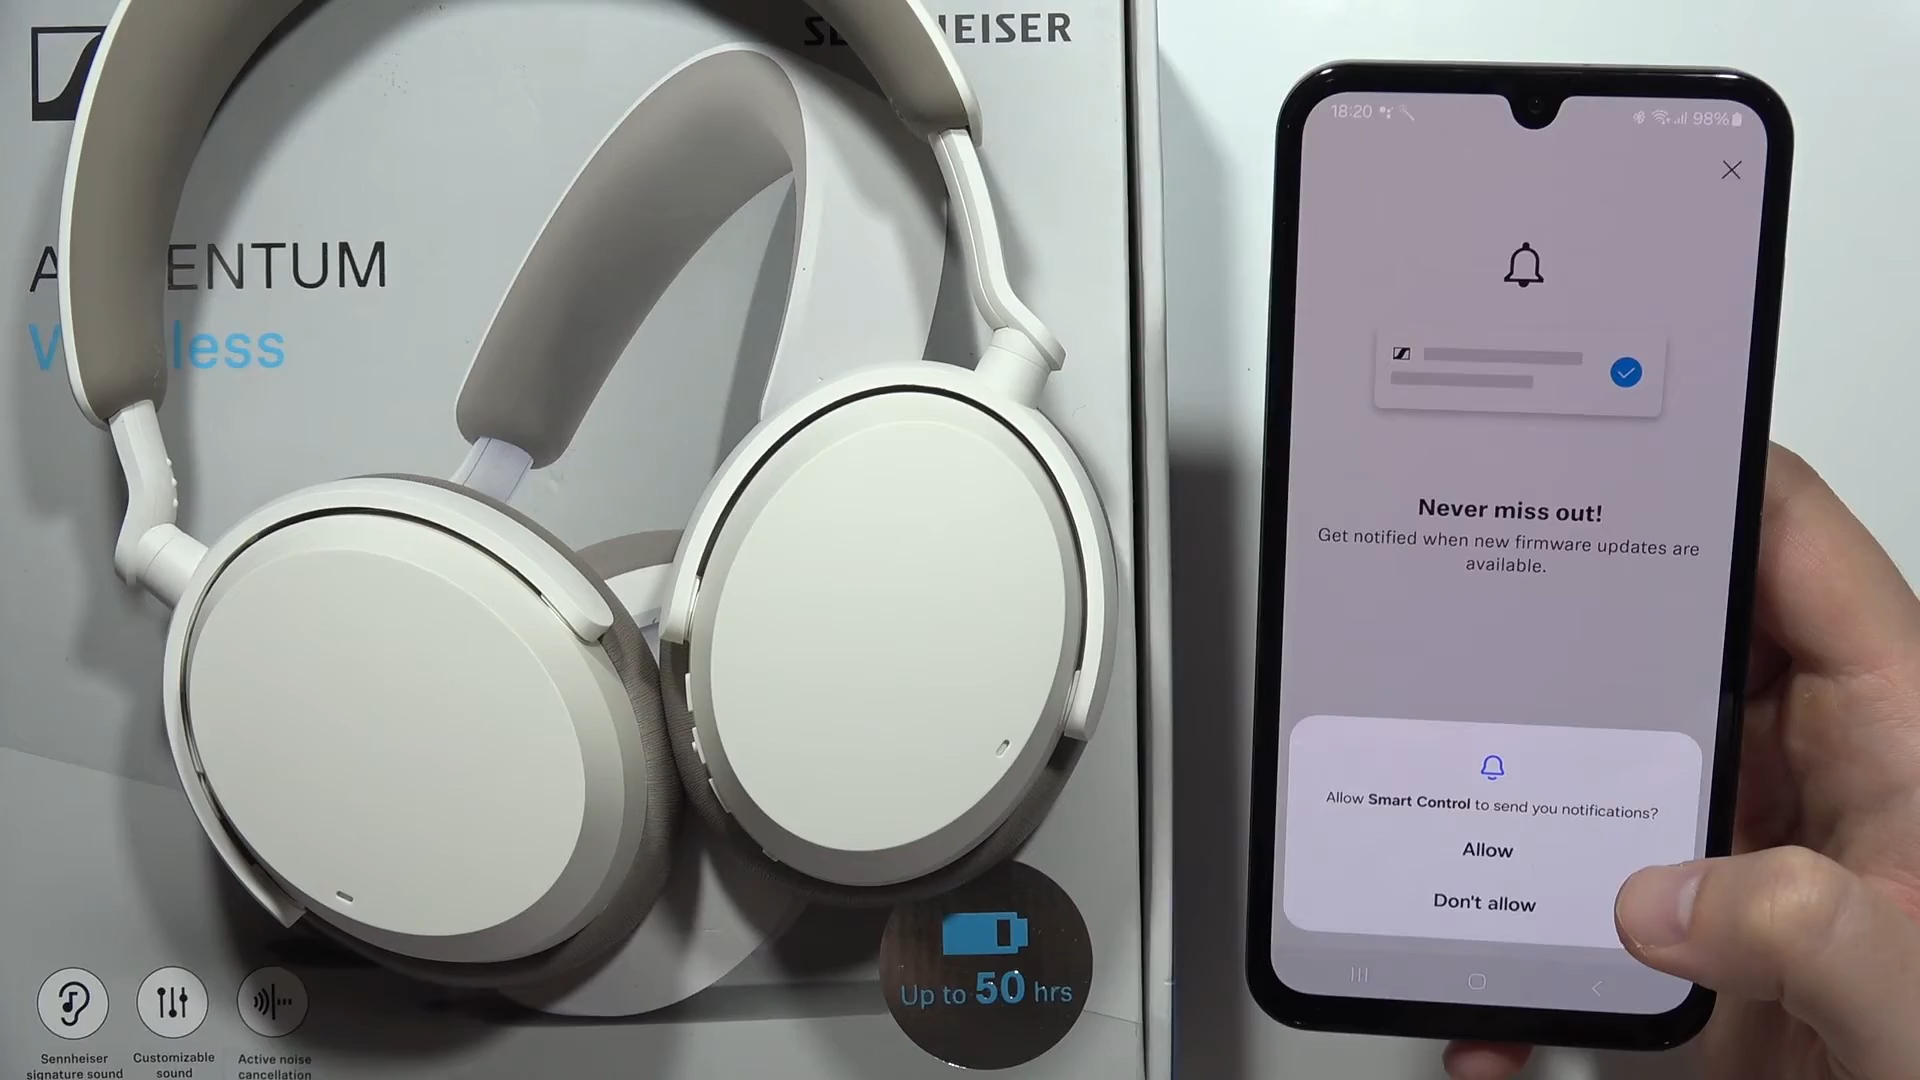 EISER
ENTUM
less
Up to 50 hrs
Sennheiser
signature sound
Customizable
sound
Active noise
cancellation
18:20
98%
Never miss out!
Get notified when new firmware updates are
available.
Allow Smart Control to send you notifications?
Allow
Don't allow